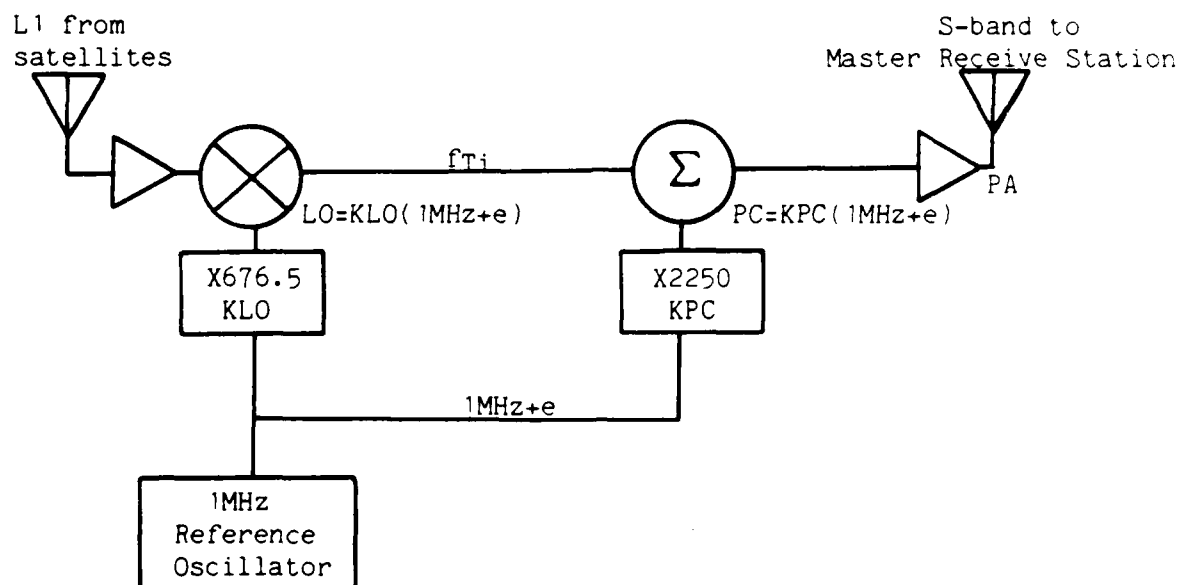 L1 from
satellites
S-band to
Master Receive Station
fTi
Σ
PA
LO=KLO(1MHz+e)
PC=KPC(1MHz+e)
X676.5
KLO
X2250
KPC
1MHz+e
1MHz
Reference
Oscillator